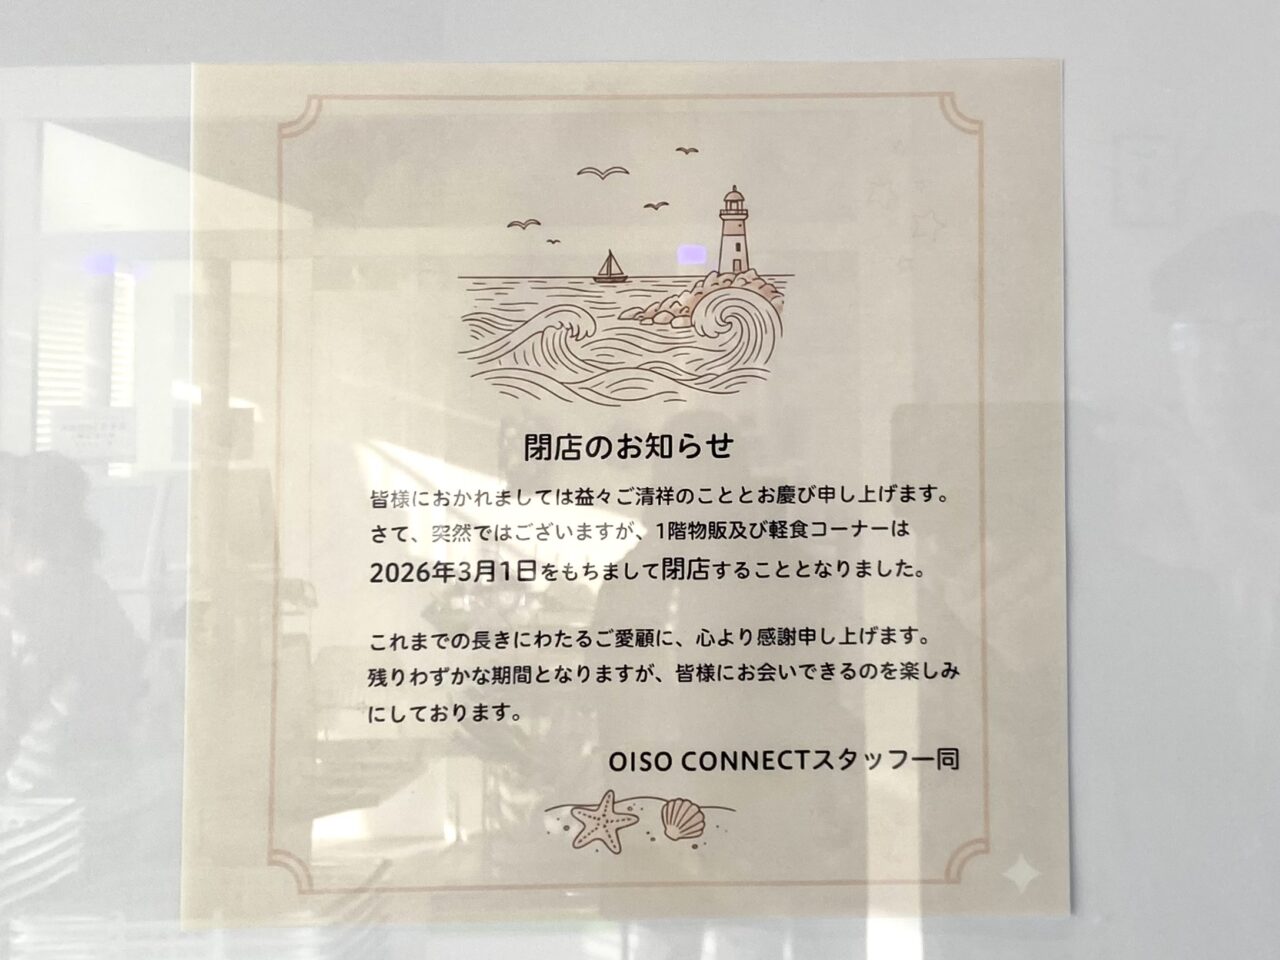 閉店のお知らせ
皆様におかれましては益々ご清祥のこととお慶び申し上げます。
さて、突然ではございますが、1階物販及び軽食コーナーは
2026年3月1日をもちまして閉店することとなりました。
これまでの長きにわたるご愛顧に、心より感謝申し上げます。
残りわずかな期間となりますが、皆様にお会いできるのを楽しみ
にしております。
OISO CONNECTスタッフ一同